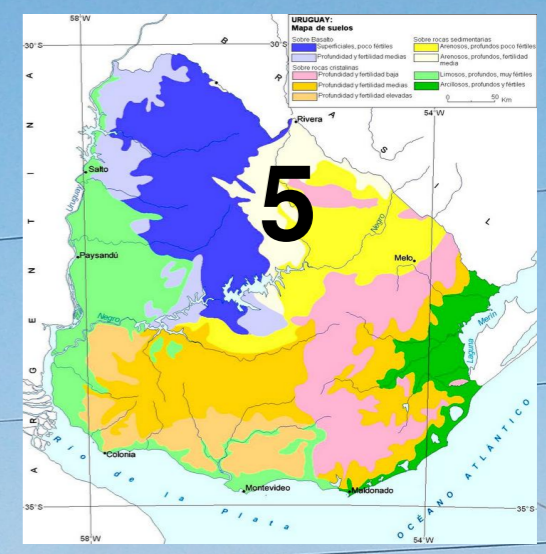 58°W
URUGUAY:
Mapa de suelos
Sobre Basalto
Superficiales, poco fértiles
Profundidad y fertilidad medias
Sobre rocas cristalinas
Profundidad y fertilidad baja
Profundidad y fertilidad medias
Profundidad y fertilidad elevadas
Sobre rocas sedimentarias
Arenosos, profundos poco fértiles
Arenosos, profundos, fertilidad
media
Limosos, profundos, muy fértiles
Arcillosos, profundos y fértiles
0 50
Km
30°S
30°S
54°W
BRASIL
ARGENTINA
Rivera
Salto
Uruguay
5
Negro
Paysandú
Melo
Negro
Laguna Merín
Colonia
Montevideo
Maldonado
Río de la Plata
OCÉANO ATLÁNTICO
35°S
35°S
58°W
54°W